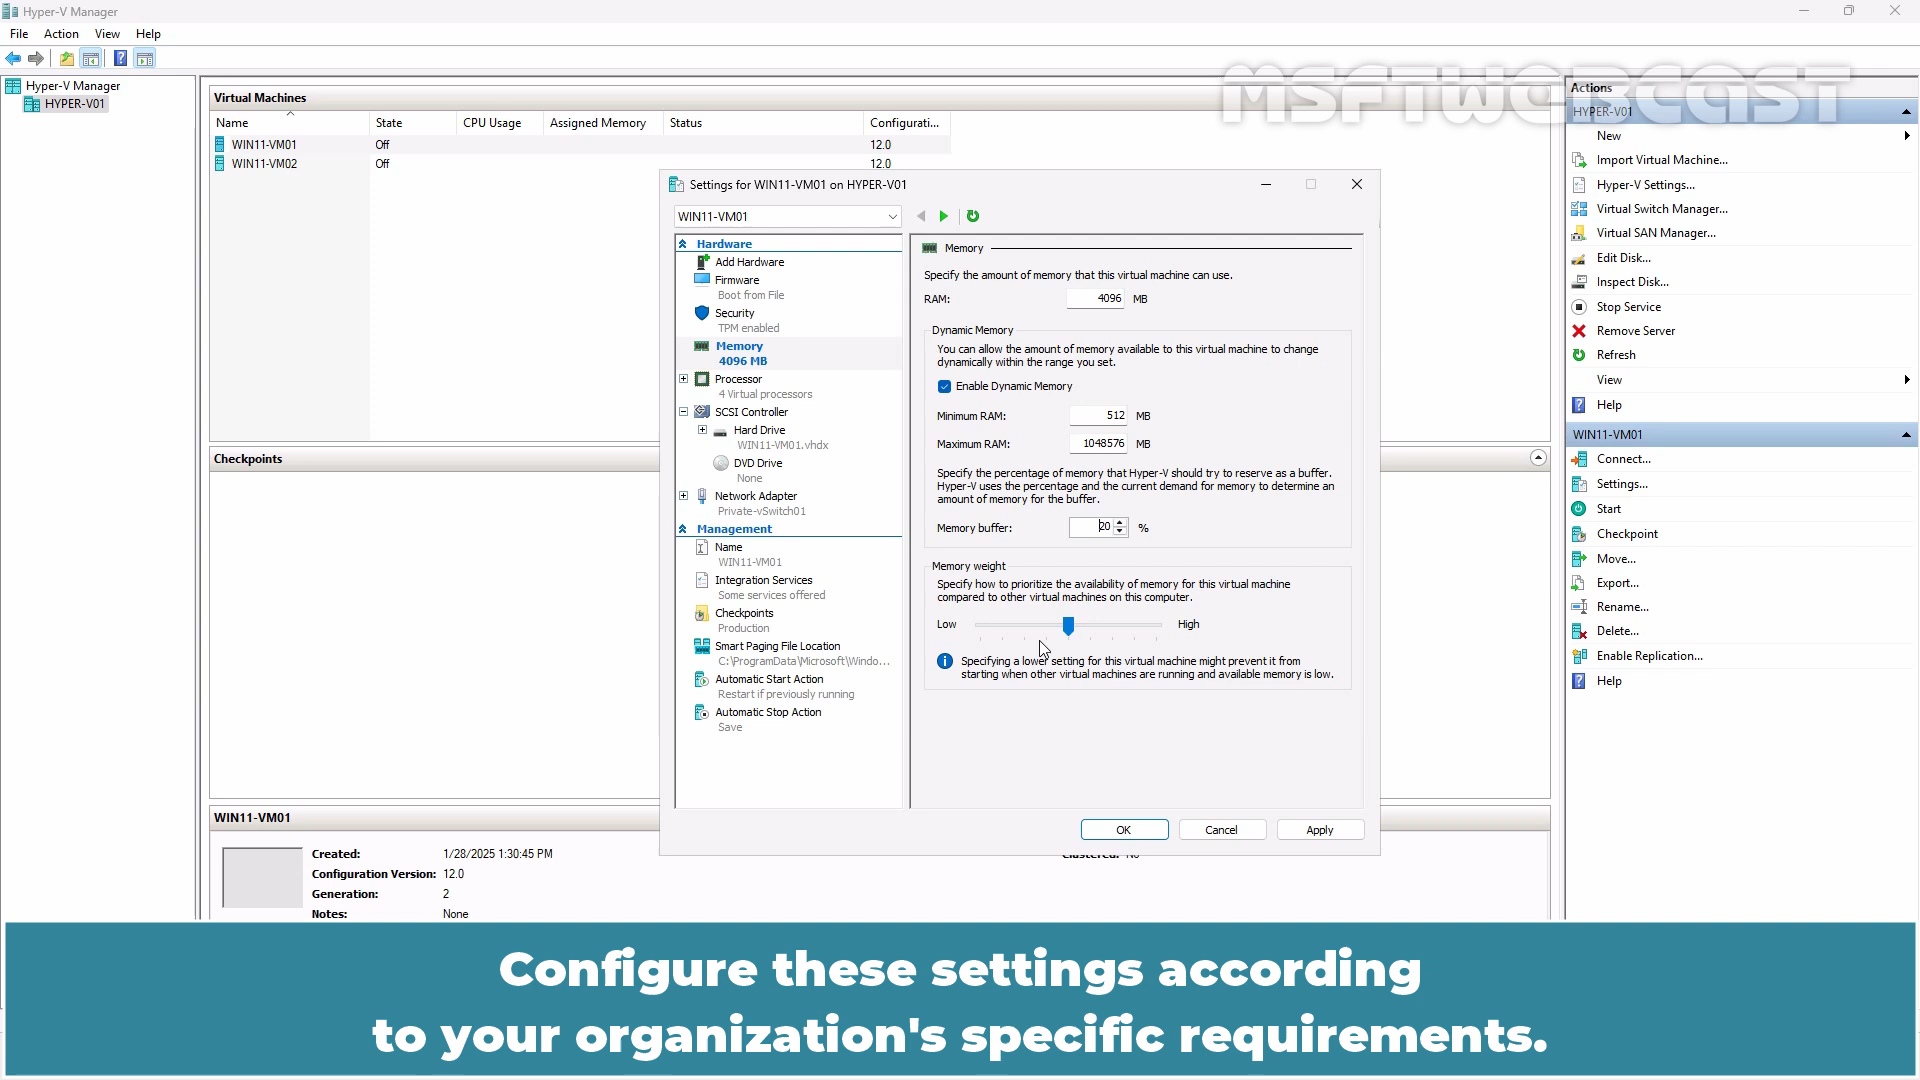 Hyper-V Manager
File Action View Help
Hyper-V Manager
HYPER-V01
Virtual Machines
Name State CPU Usage Assigned Memory Status Configurati...
WIN11-VM01 Off 12.0
WIN11-VM02 Off 12.0
Checkpoints
WIN11-VM01
Created: 1/28/2025 1:30:45 PM
Configuration Version: 12.0
Generation: 2
Notes: None
Clustered: No
Settings for WIN11-VM01 on HYPER-V01
WIN11-VM01
Hardware
Add Hardware
Firmware
Boot from File
Security
TPM enabled
Memory
4096 MB
Processor
4 Virtual processors
SCSI Controller
Hard Drive
WIN11-VM01.vhdx
DVD Drive
None
Network Adapter
Private-vSwitch01
Management
Name
WIN11-VM01
Integration Services
Some services offered
Checkpoints
Production
Smart Paging File Location
C:\ProgramData\Microsoft\Windo...
Automatic Start Action
Restart if previously running
Automatic Stop Action
Save
Memory
Specify the amount of memory that this virtual machine can use.
RAM: 4096 MB
Dynamic Memory
You can allow the amount of memory available to this virtual machine to change
dynamically within the range you set.
Enable Dynamic Memory
Minimum RAM: 512 MB
Maximum RAM: 1048576 MB
Specify the percentage of memory that Hyper-V should try to reserve as a buffer.
Hyper-V uses the percentage and the current demand for memory to determine an
amount of memory for the buffer.
Memory buffer: 20 %
Memory weight
Specify how to prioritize the availability of memory for this virtual machine
compared to other virtual machines on this computer.
Low High
Specifying a lower setting for this virtual machine might prevent it from
starting when other virtual machines are running and available memory is low.
OK Cancel Apply
MSFTWEBCAST
Actions
HYPER-V01
New
Import Virtual Machine...
Hyper-V Settings...
Virtual Switch Manager...
Virtual SAN Manager...
Edit Disk...
Inspect Disk...
Stop Service
Remove Server
Refresh
View
Help
WIN11-VM01
Connect...
Settings...
Start
Checkpoint
Move...
Export...
Rename...
Delete...
Enable Replication...
Help
Configure these settings according
to your organization's specific requirements.